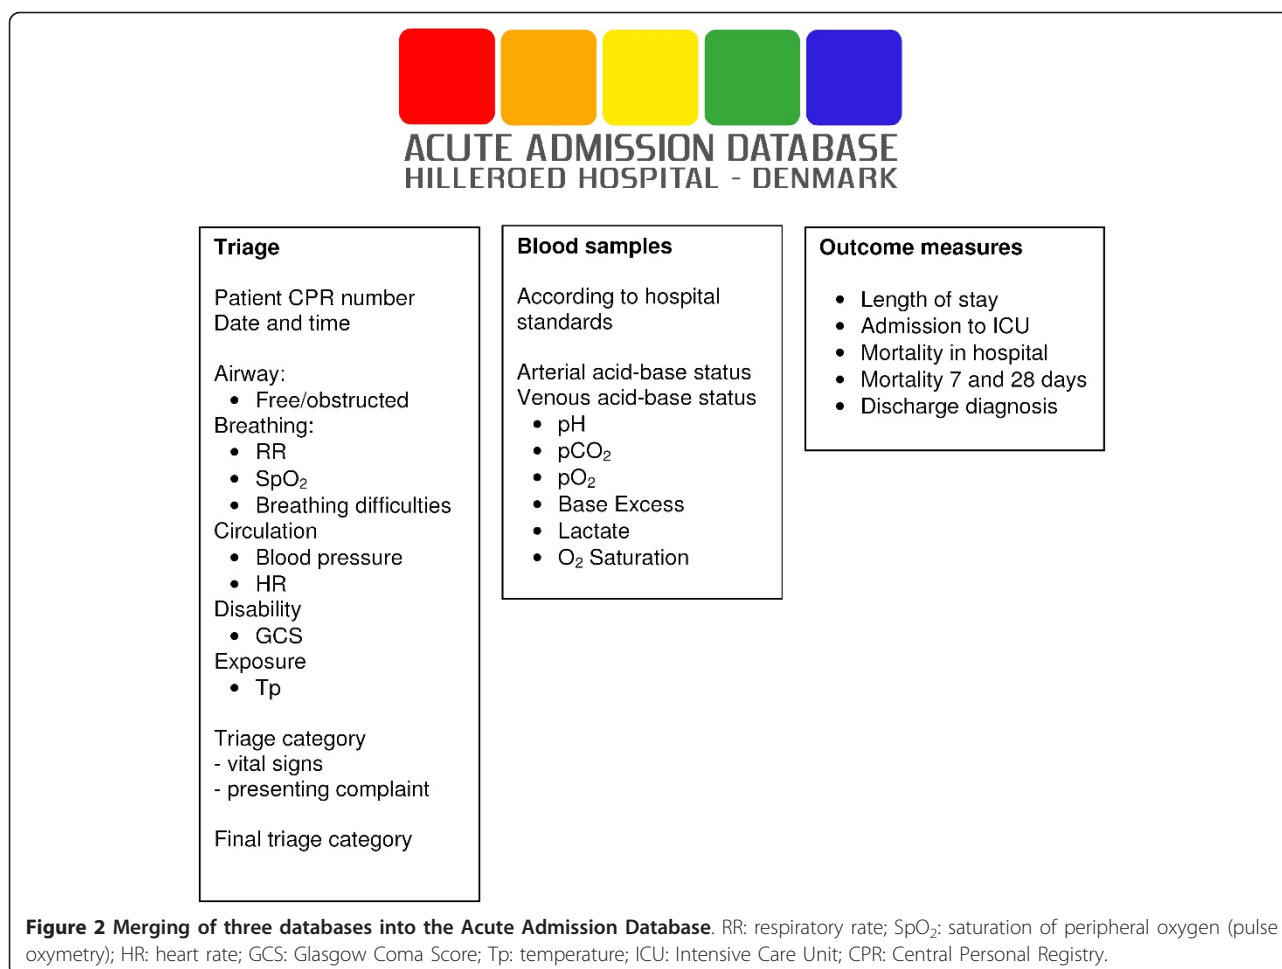 ACUTE ADMISSION DATABASE
HILLEROED HOSPITAL - DENMARK
Triage
Patient CPR number
Date and time
Airway:
• Free/obstructed
Breathing:
• RR
• SpO₂
• Breathing difficulties
Circulation
• Blood pressure
• HR
Disability
• GCS
Exposure
• Tp
Triage category
- vital signs
- presenting complaint
Final triage category
Blood samples
According to hospital
standards
Arterial acid-base status
Venous acid-base status
• pH
• pCO₂
• pO₂
• Base Excess
• Lactate
• O₂ Saturation
Outcome measures
• Length of stay
• Admission to ICU
• Mortality in hospital
• Mortality 7 and 28 days
• Discharge diagnosis
Figure 2 Merging of three databases into the Acute Admission Database. RR: respiratory rate; SpO₂: saturation of peripheral oxygen (pulse
oxymetry); HR: heart rate; GCS: Glasgow Coma Score; Tp: temperature; ICU: Intensive Care Unit; CPR: Central Personal Registry.